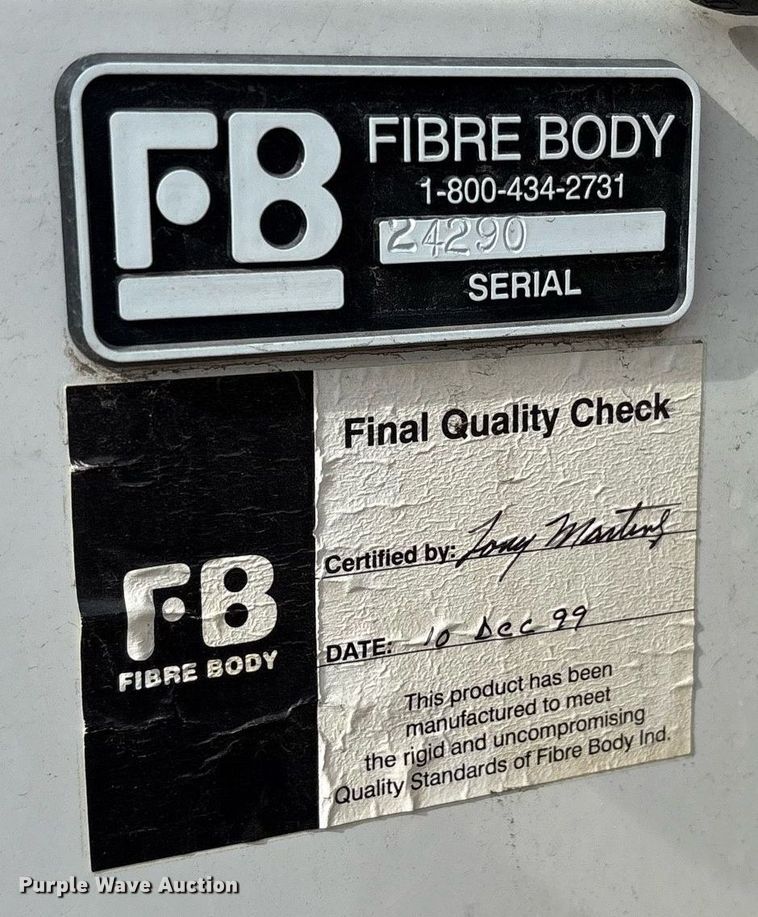 FB
FIBRE BODY
1-800-434-2731
24290
SERIAL
FB
FIBRE BODY
Final Quality Check
Certified by: Tony Martins
DATE: 10 Dec 99
This product has been
manufactured to meet
the rigid and uncompromising
Quality Standards of Fibre Body Ind.
Purple Wave Auction